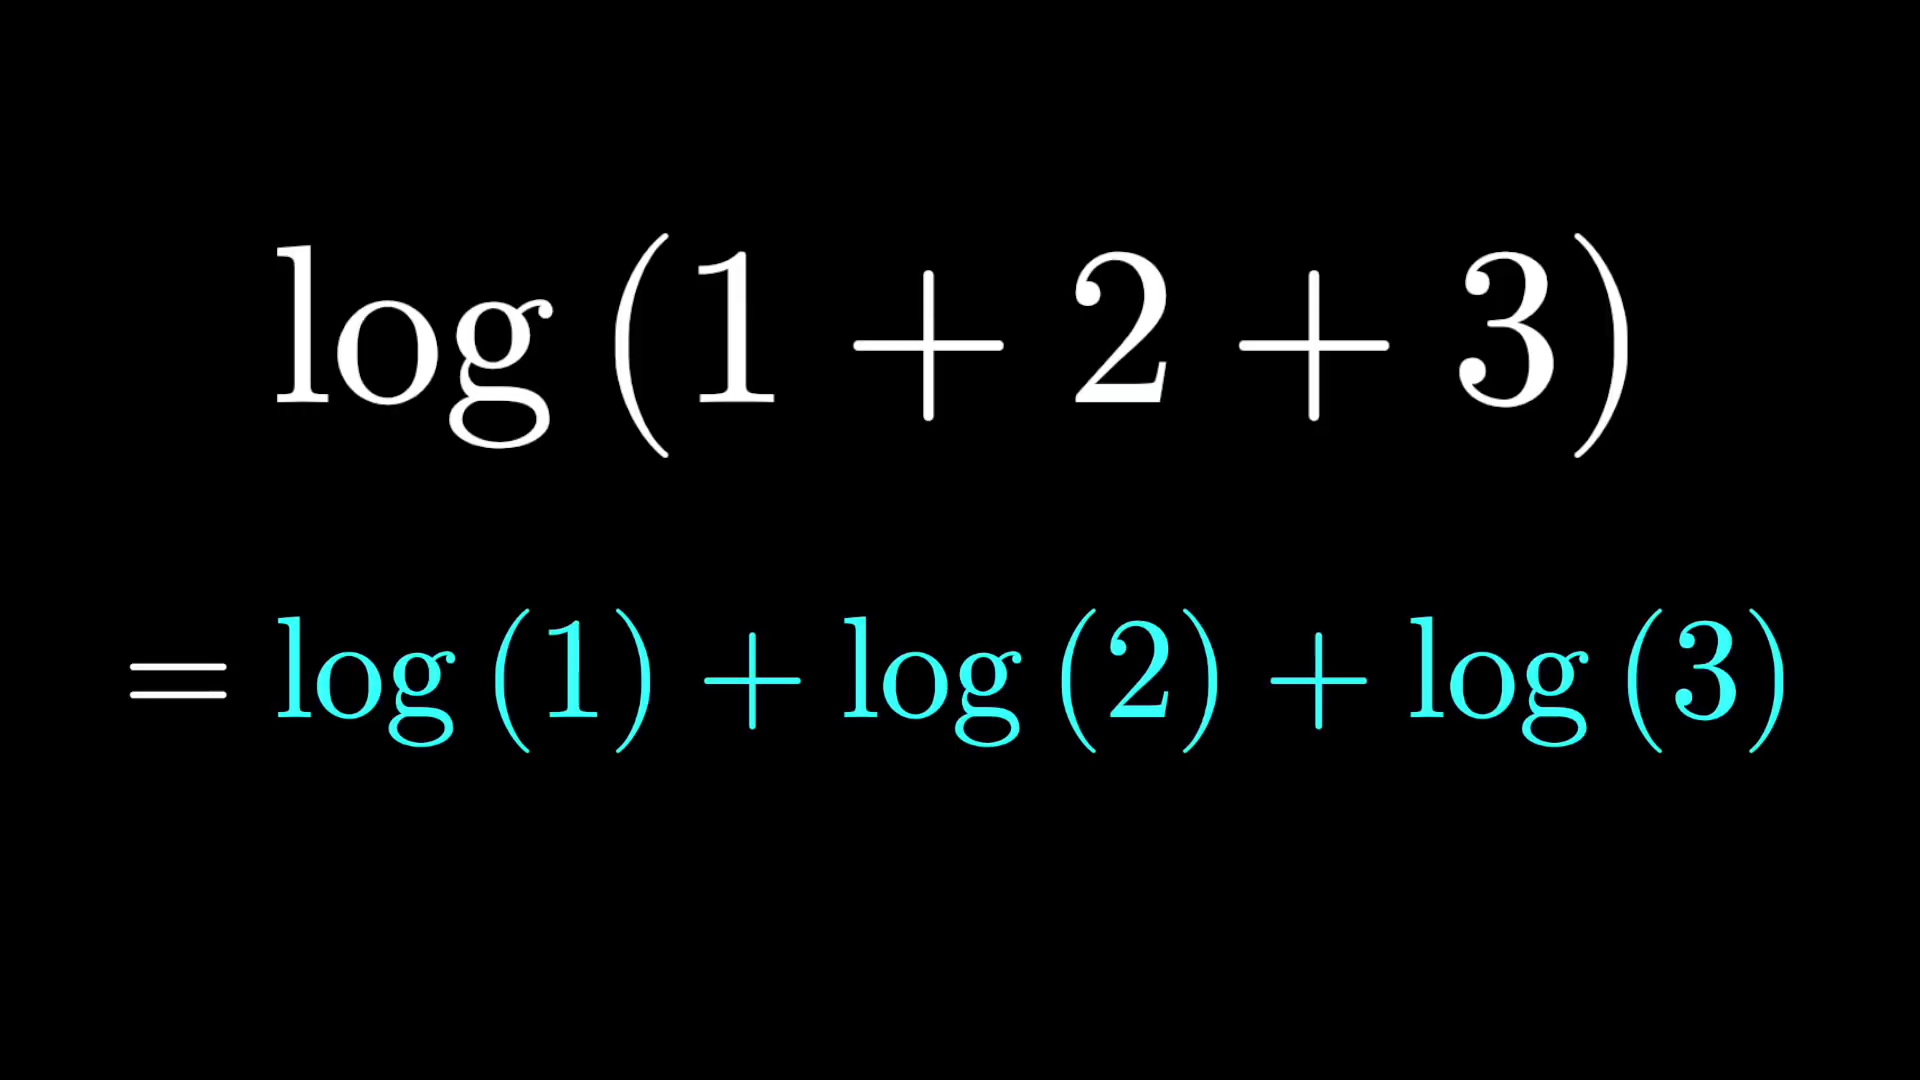 log (1 + 2 + 3)
= log (1) + log (2) + log (3)